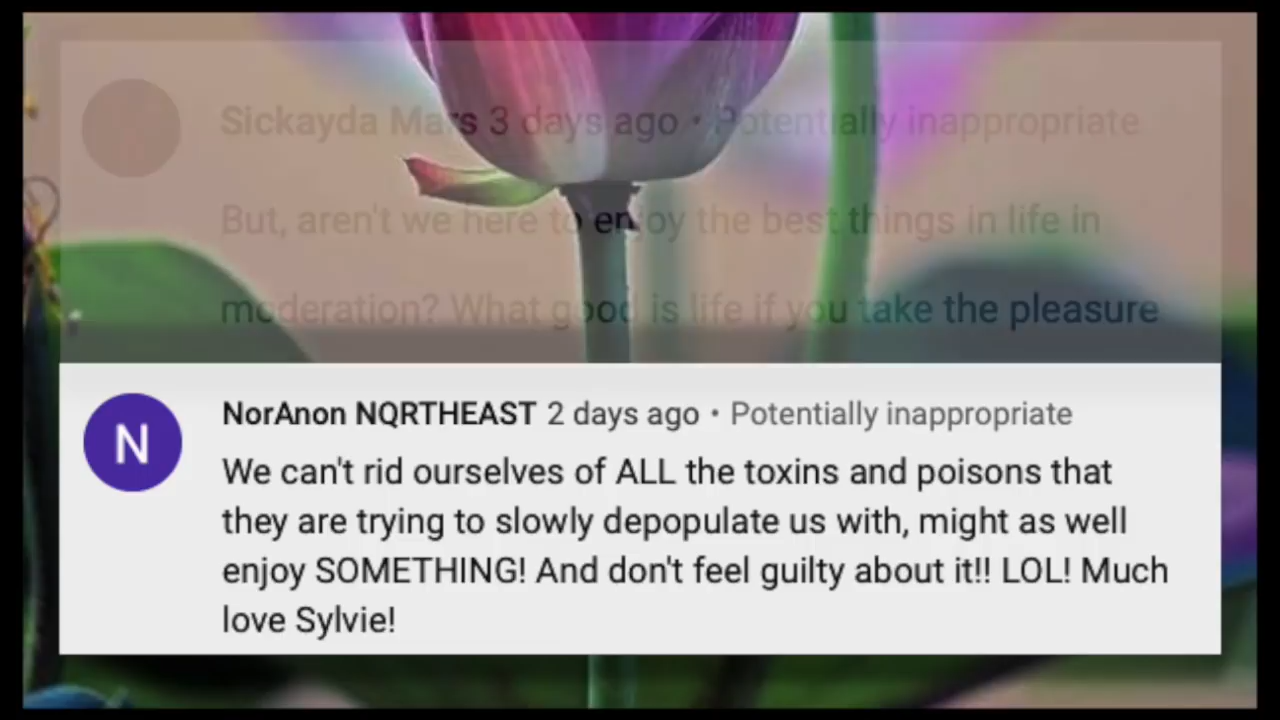 Sickayda Mars 3 days ago • Potentially inappropriate
But, aren't we here to enjoy the best things in life in
moderation? What good is life if you take the pleasure
N
NorAnon NQRTHEAST 2 days ago • Potentially inappropriate
We can't rid ourselves of ALL the toxins and poisons that
they are trying to slowly depopulate us with, might as well
enjoy SOMETHING! And don't feel guilty about it!! LOL! Much
love Sylvie!